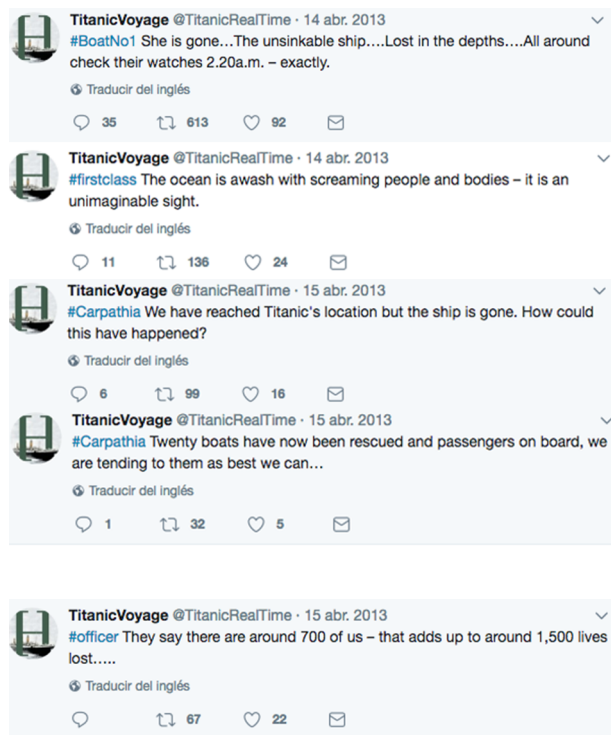 TitanicVoyage @TitanicRealTime · 14 abr. 2013
#BoatNo1 She is gone…The unsinkable ship….Lost in the depths….All around
check their watches 2.20a.m. – exactly.
Traducir del inglés
35 613 92
TitanicVoyage @TitanicRealTime · 14 abr. 2013
#firstclass The ocean is awash with screaming people and bodies – it is an
unimaginable sight.
Traducir del inglés
11 136 24
TitanicVoyage @TitanicRealTime · 15 abr. 2013
#Carpathia We have reached Titanic's location but the ship is gone. How could
this have happened?
Traducir del inglés
6 99 16
TitanicVoyage @TitanicRealTime · 15 abr. 2013
#Carpathia Twenty boats have now been rescued and passengers on board, we
are tending to them as best we can…
Traducir del inglés
1 32 5
TitanicVoyage @TitanicRealTime · 15 abr. 2013
#officer They say there are around 700 of us – that adds up to around 1,500 lives
lost…..
Traducir del inglés
67 22